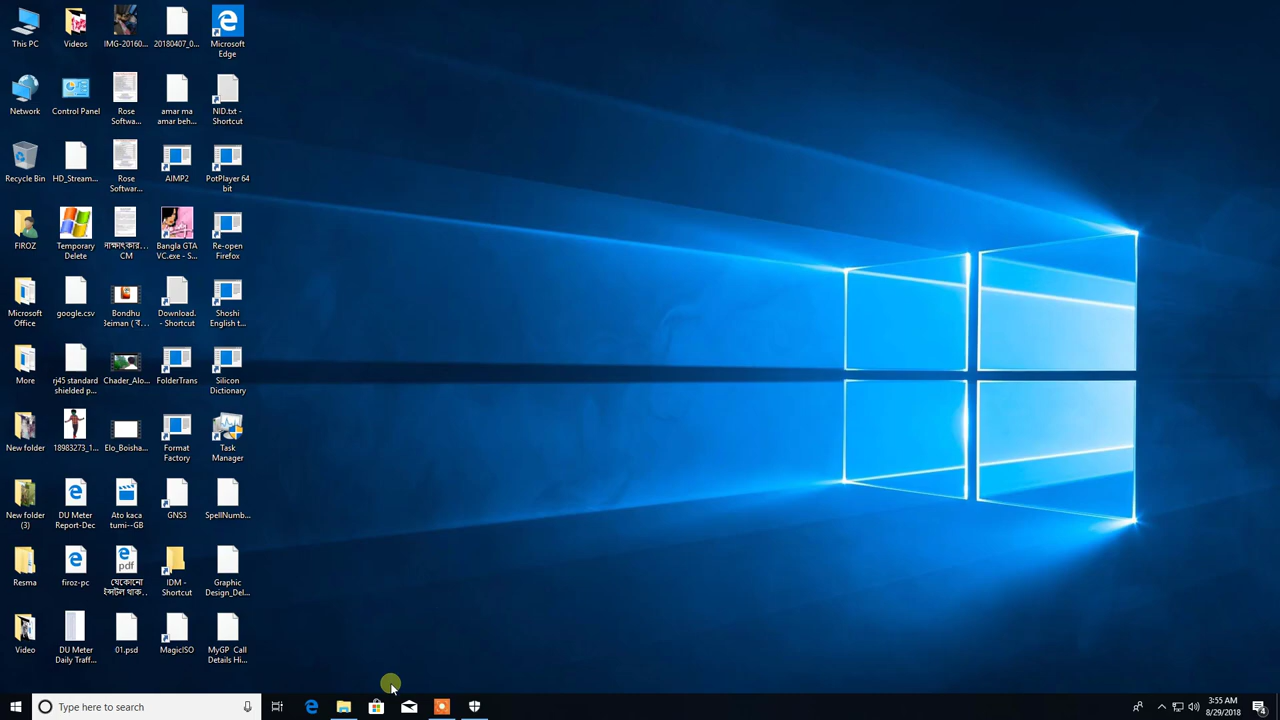 This PC
Videos
IMG-20160...
20180407_0...
Microsoft
Edge
Network
Control Panel
Rose
Softwa...
amar ma
amar beh...
NID.txt -
Shortcut
Recycle Bin
HD_Stream...
Rose
Softwar...
AIMP2
PotPlayer 64
bit
FIROZ
Temporary
Delete
CM
Bangla GTA
VC.exe - S...
Re-open
Firefox
Microsoft
Office
google.csv
Bondhu
Beiman ( ব...
Download.
- Shortcut
Shoshi
English t...
More
rj45 standard
shielded p...
Chader_Alo...
FolderTrans
Silicon
Dictionary
New folder
18983273_1...
Elo_Boisha...
Format
Factory
Task
Manager
New folder
(3)
DU Meter
Report-Dec
Ato kaca
tumi--GB
GNS3
SpellNumb...
Resma
firoz-pc
pdf
যেকোনো
ইন্সটল থাক...
IDM -
Shortcut
Graphic
Design_Del...
Video
DU Meter
Daily Traff...
01.psd
MagicISO
MyGP Call
Details Hi...
Type here to search
3:55 AM
8/29/2018
4